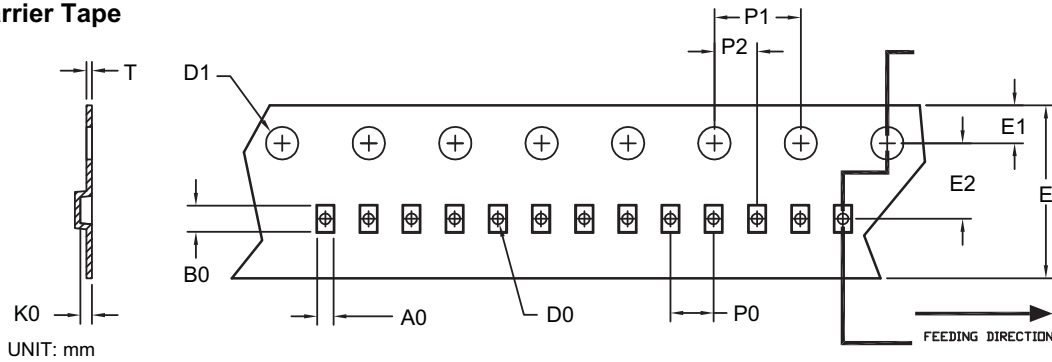 rrier Tape
P1
P2
T
D1
E1
E2
E
B0
K0
A0
D0
P0
FEEDING DIRECTION
UNIT: mm